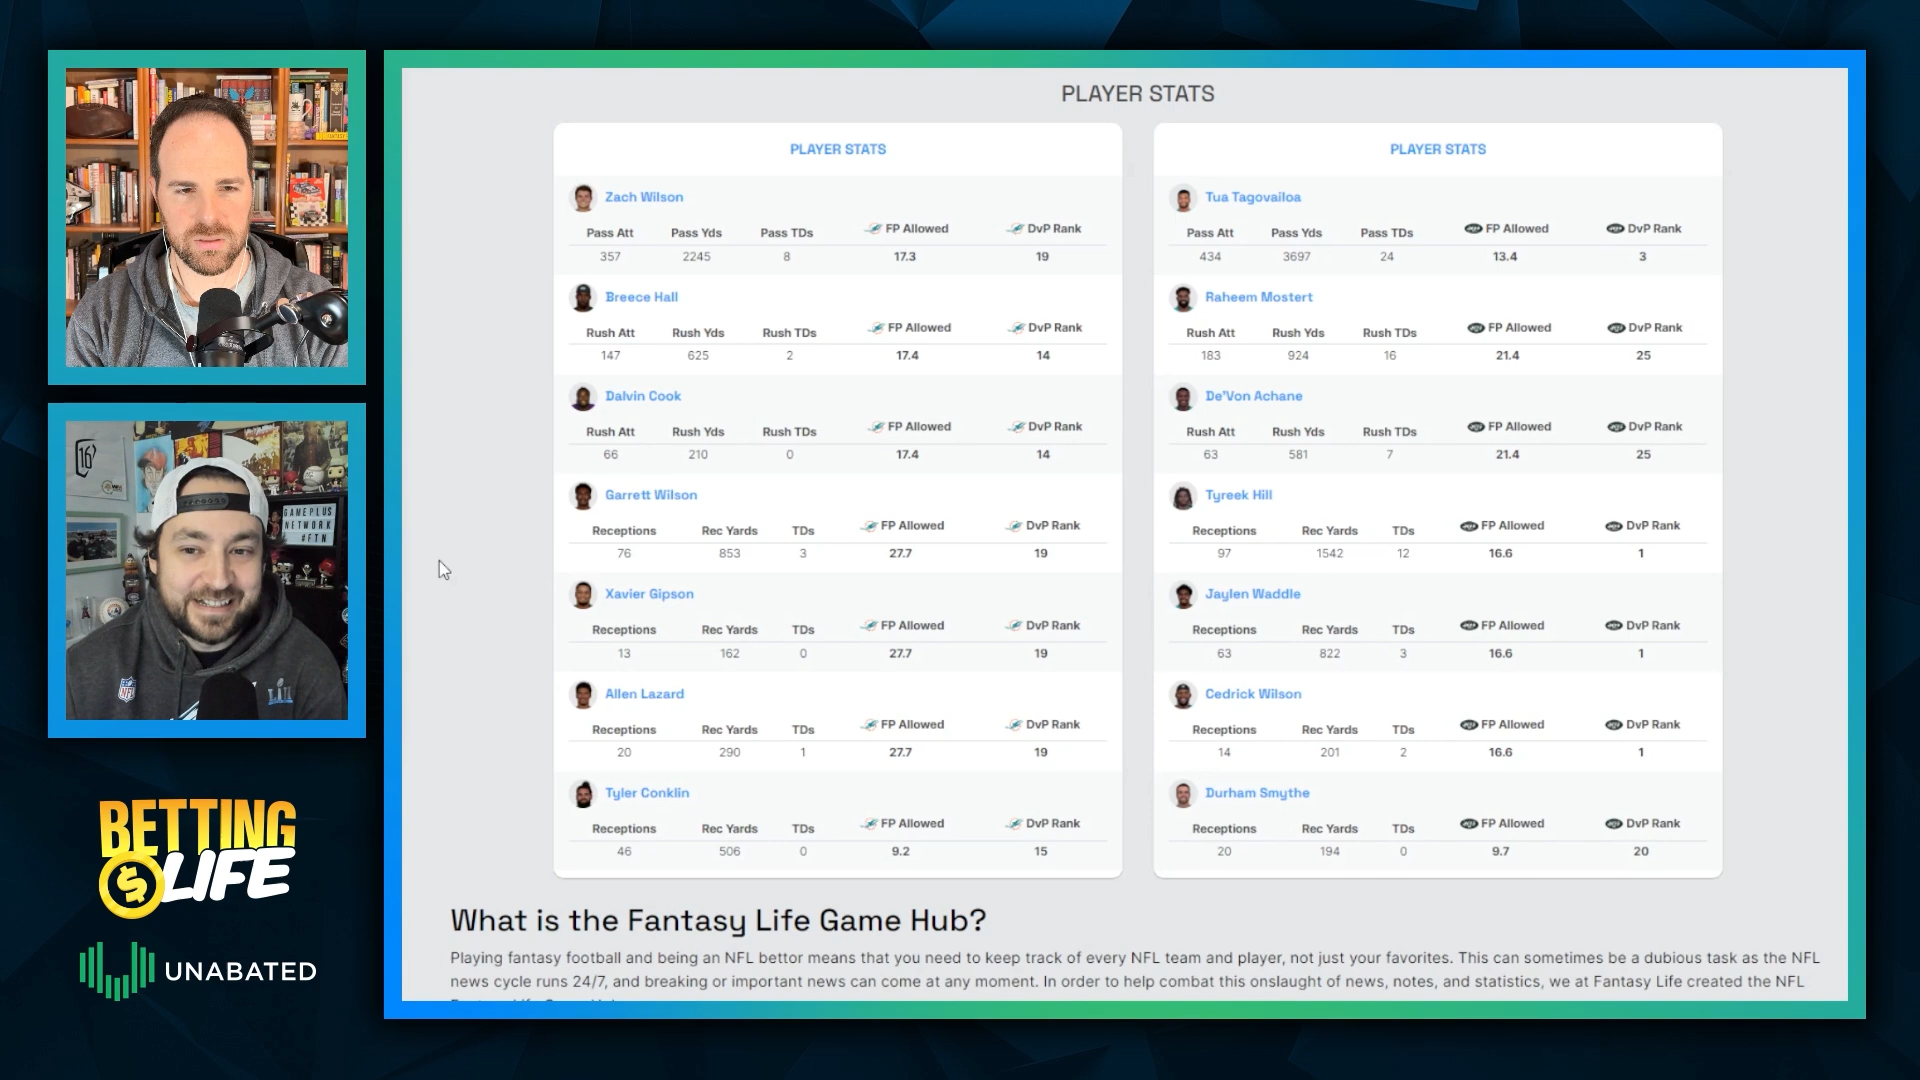 PLAYER STATS
PLAYER STATS
Zach Wilson
Pass Att Pass Yds Pass TDs FP Allowed DvP Rank
357 2245 8 17.3 19
Breece Hall
Rush Att Rush Yds Rush TDs FP Allowed DvP Rank
147 625 2 17.4 14
Dalvin Cook
Rush Att Rush Yds Rush TDs FP Allowed DvP Rank
66 210 0 17.4 14
Garrett Wilson
Receptions Rec Yards TDs FP Allowed DvP Rank
76 853 3 27.7 19
Xavier Gipson
Receptions Rec Yards TDs FP Allowed DvP Rank
13 162 0 27.7 19
Allen Lazard
Receptions Rec Yards TDs FP Allowed DvP Rank
20 290 1 27.7 19
Tyler Conklin
Receptions Rec Yards TDs FP Allowed DvP Rank
46 506 0 9.2 15
PLAYER STATS
Tua Tagovailoa
Pass Att Pass Yds Pass TDs FP Allowed DvP Rank
434 3697 24 13.4 3
Raheem Mostert
Rush Att Rush Yds Rush TDs FP Allowed DvP Rank
183 924 16 21.4 25
De'Von Achane
Rush Att Rush Yds Rush TDs FP Allowed DvP Rank
63 581 7 21.4 25
Tyreek Hill
Receptions Rec Yards TDs FP Allowed DvP Rank
97 1542 12 16.6 1
Jaylen Waddle
Receptions Rec Yards TDs FP Allowed DvP Rank
63 822 3 16.6 1
Cedrick Wilson
Receptions Rec Yards TDs FP Allowed DvP Rank
14 201 2 16.6 1
Durham Smythe
Receptions Rec Yards TDs FP Allowed DvP Rank
20 194 0 9.7 20
What is the Fantasy Life Game Hub?
Playing fantasy football and being an NFL bettor means that you need to keep track of every NFL team and player, not just your favorites. This can sometimes be a dubious task as the NFL
news cycle runs 24/7, and breaking or important news can come at any moment. In order to help combat this onslaught of news, notes, and statistics, we at Fantasy Life created the NFL
16
GAMEPLUS
NETWORK
#FTN
NFL
LII
BETTING
$ LIFE
UNABATED